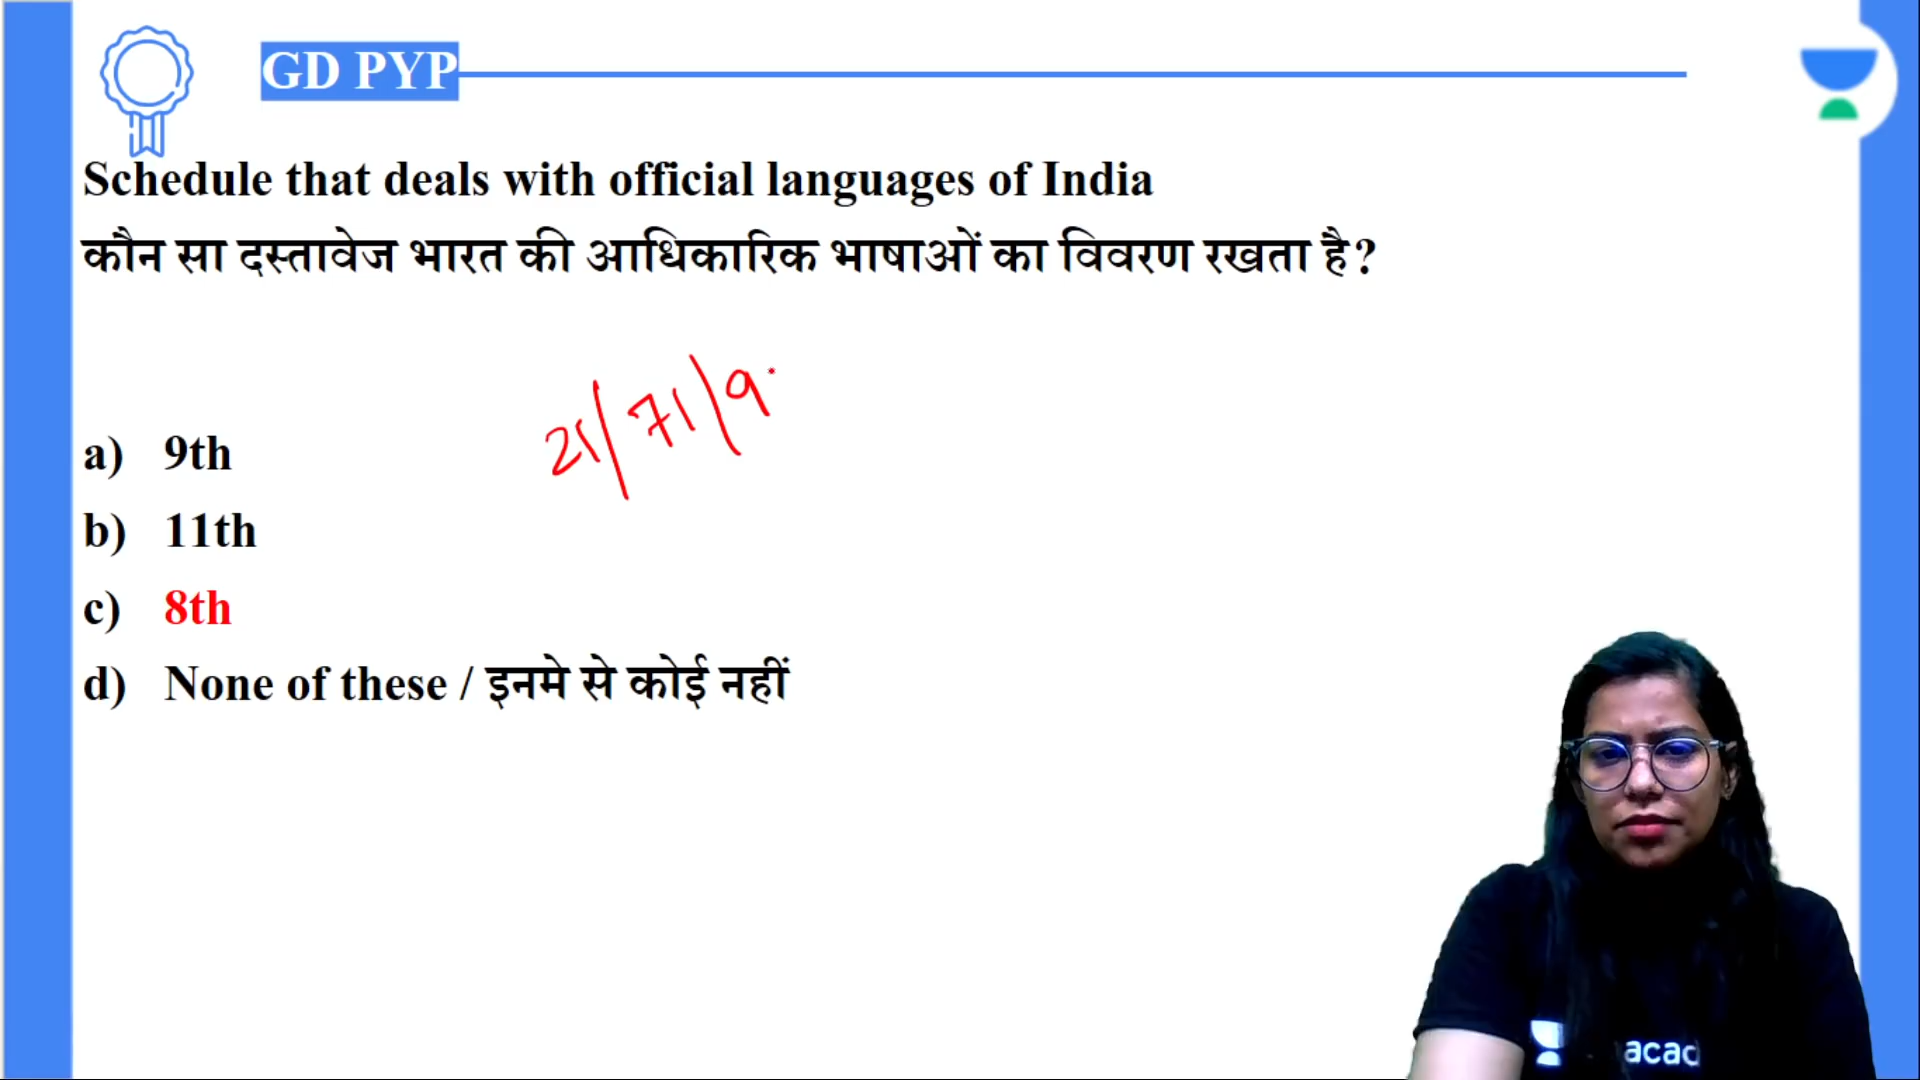 GD PYP
Schedule that deals with official languages of India
कौन सा दस्तावेज भारत की आधिकारिक भाषाओं का विवरण रखता है?
21/71/9
a) 9th
b) 11th
c) 8th
d) None of these / इनमे से कोई नहीं
acad